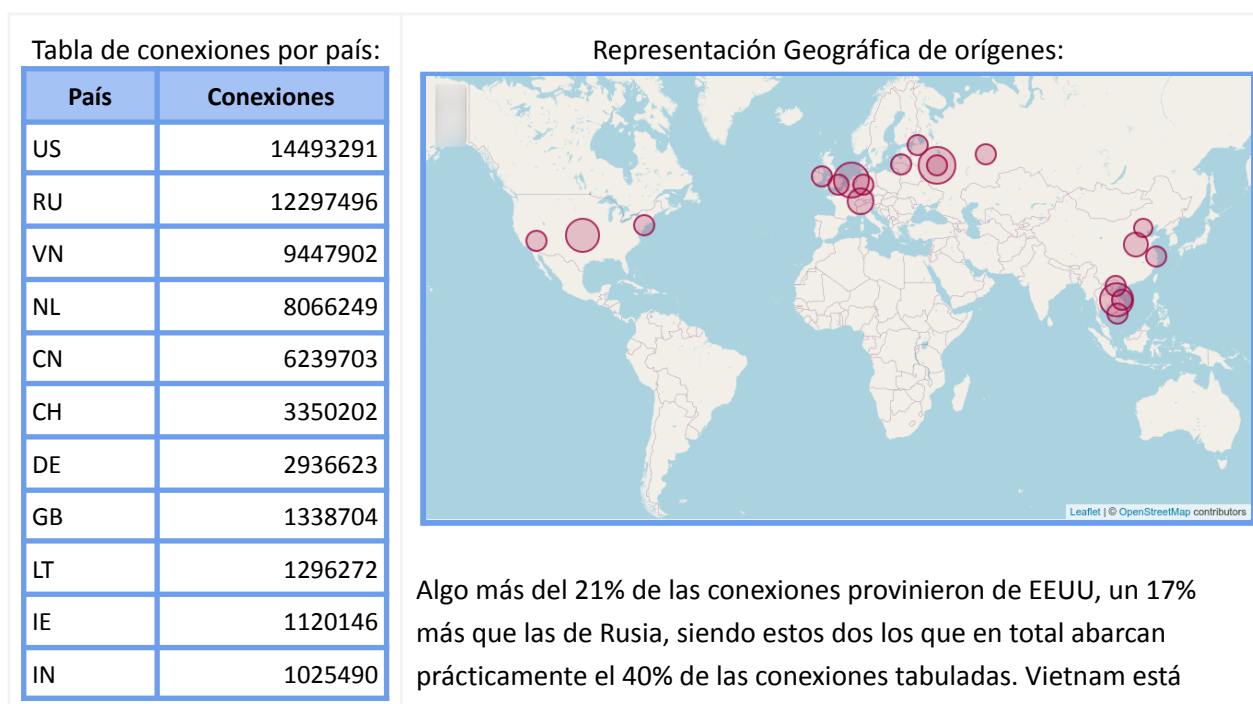 Tabla de conexiones por país:
País Conexiones
US 14493291
RU 12297496
VN 9447902
NL 8066249
CN 6239703
CH 3350202
DE 2936623
GB 1338704
LT 1296272
IE 1120146
IN 1025490
Representación Geográfica de orígenes:
Leaflet | © OpenStreetMap contributors
Algo más del 21% de las conexiones provinieron de EEUU, un 17%
más que las de Rusia, siendo estos dos los que en total abarcan
prácticamente el 40% de las conexiones tabuladas. Vietnam está